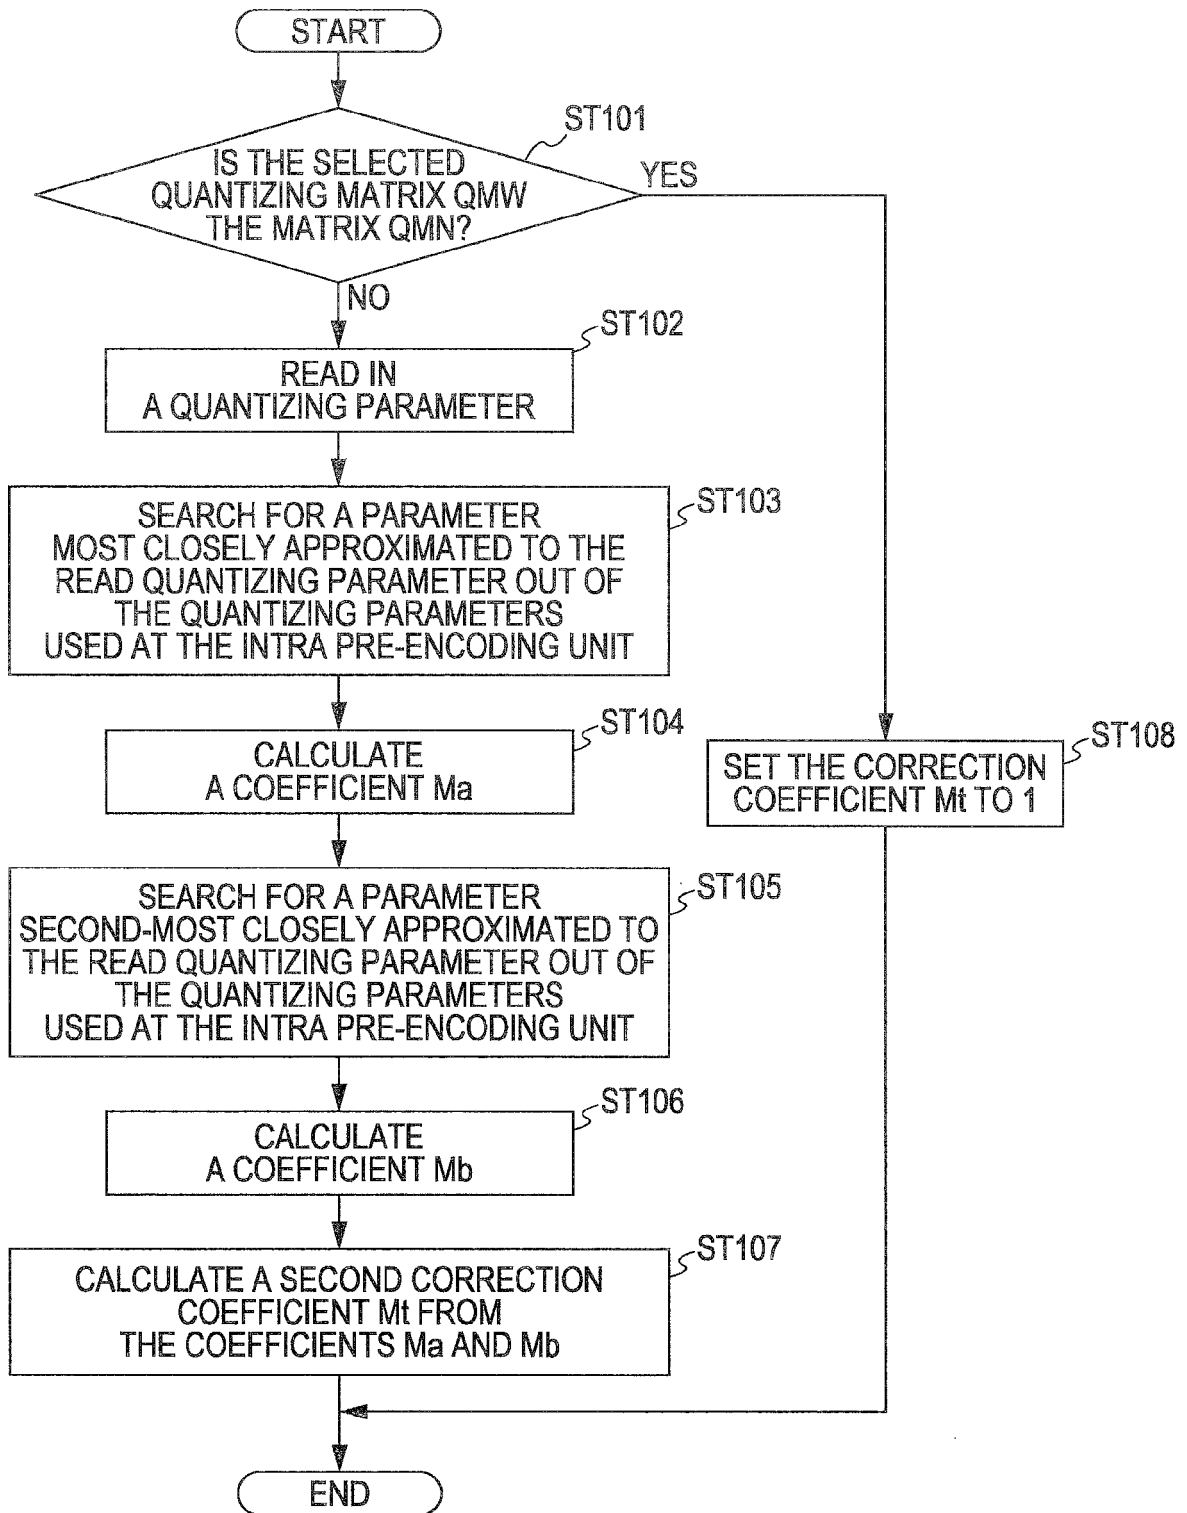 START
ST101
IS THE SELECTED
QUANTIZING MATRIX QMW
THE MATRIX QMN?
YES
NO
ST102
READ IN
A QUANTIZING PARAMETER
ST103
SEARCH FOR A PARAMETER
MOST CLOSELY APPROXIMATED TO THE
READ QUANTIZING PARAMETER OUT OF
THE QUANTIZING PARAMETERS
USED AT THE INTRA PRE-ENCODING UNIT
ST104
CALCULATE
A COEFFICIENT Ma
ST108
SET THE CORRECTION
COEFFICIENT Mt TO 1
ST105
SEARCH FOR A PARAMETER
SECOND-MOST CLOSELY APPROXIMATED TO
THE READ QUANTIZING PARAMETER OUT OF
THE QUANTIZING PARAMETERS
USED AT THE INTRA PRE-ENCODING UNIT
ST106
CALCULATE
A COEFFICIENT Mb
ST107
CALCULATE A SECOND CORRECTION
COEFFICIENT Mt FROM
THE COEFFICIENTS Ma AND Mb
END